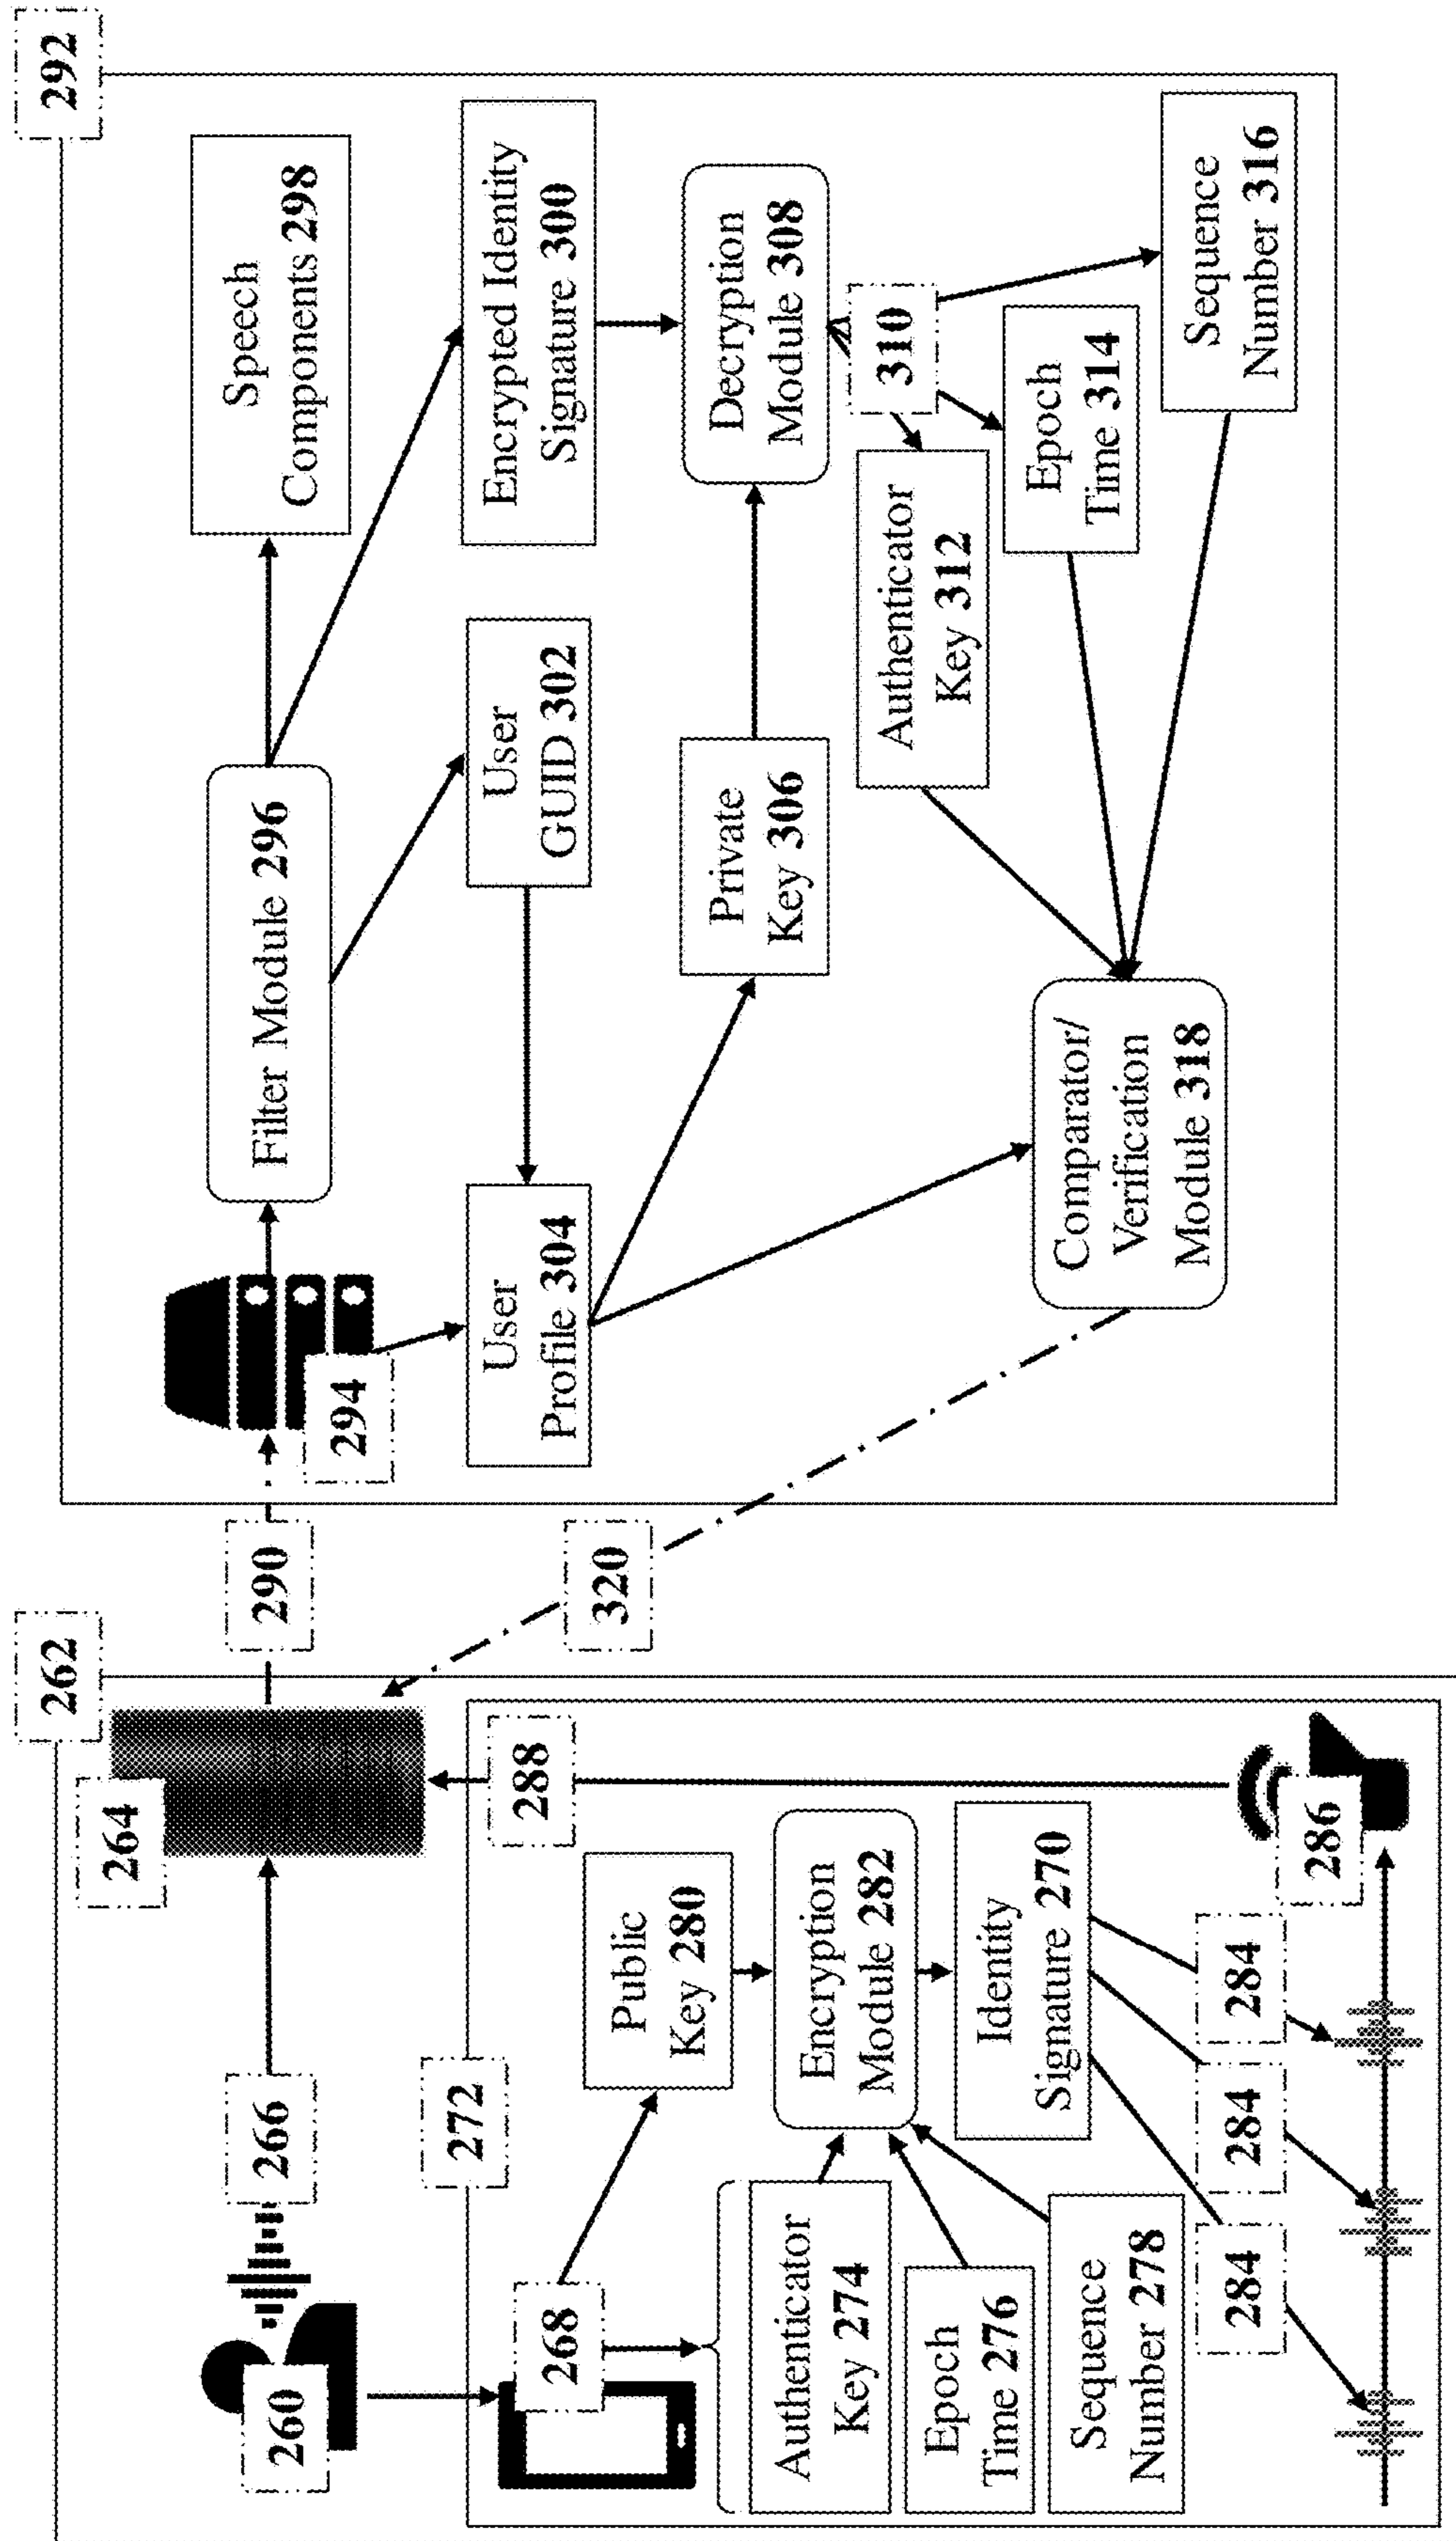 262
260
266
264
290
272
268
288
Public
Key 280
Authenticator
Key 274
Epoch
Time 276
Sequence
Number 278
Encryption
Module 282
Identity
Signature 270
284
284
284
286
320
292
294
Filter Module 296
Speech
Components 298
User
Profile 304
User
GUID 302
Encrypted Identity
Signature 300
Private
Key 306
Decryption
Module 308
310
Authenticator
Key 312
Epoch
Time 314
Sequence
Number 316
Comparator/
Verification
Module 318